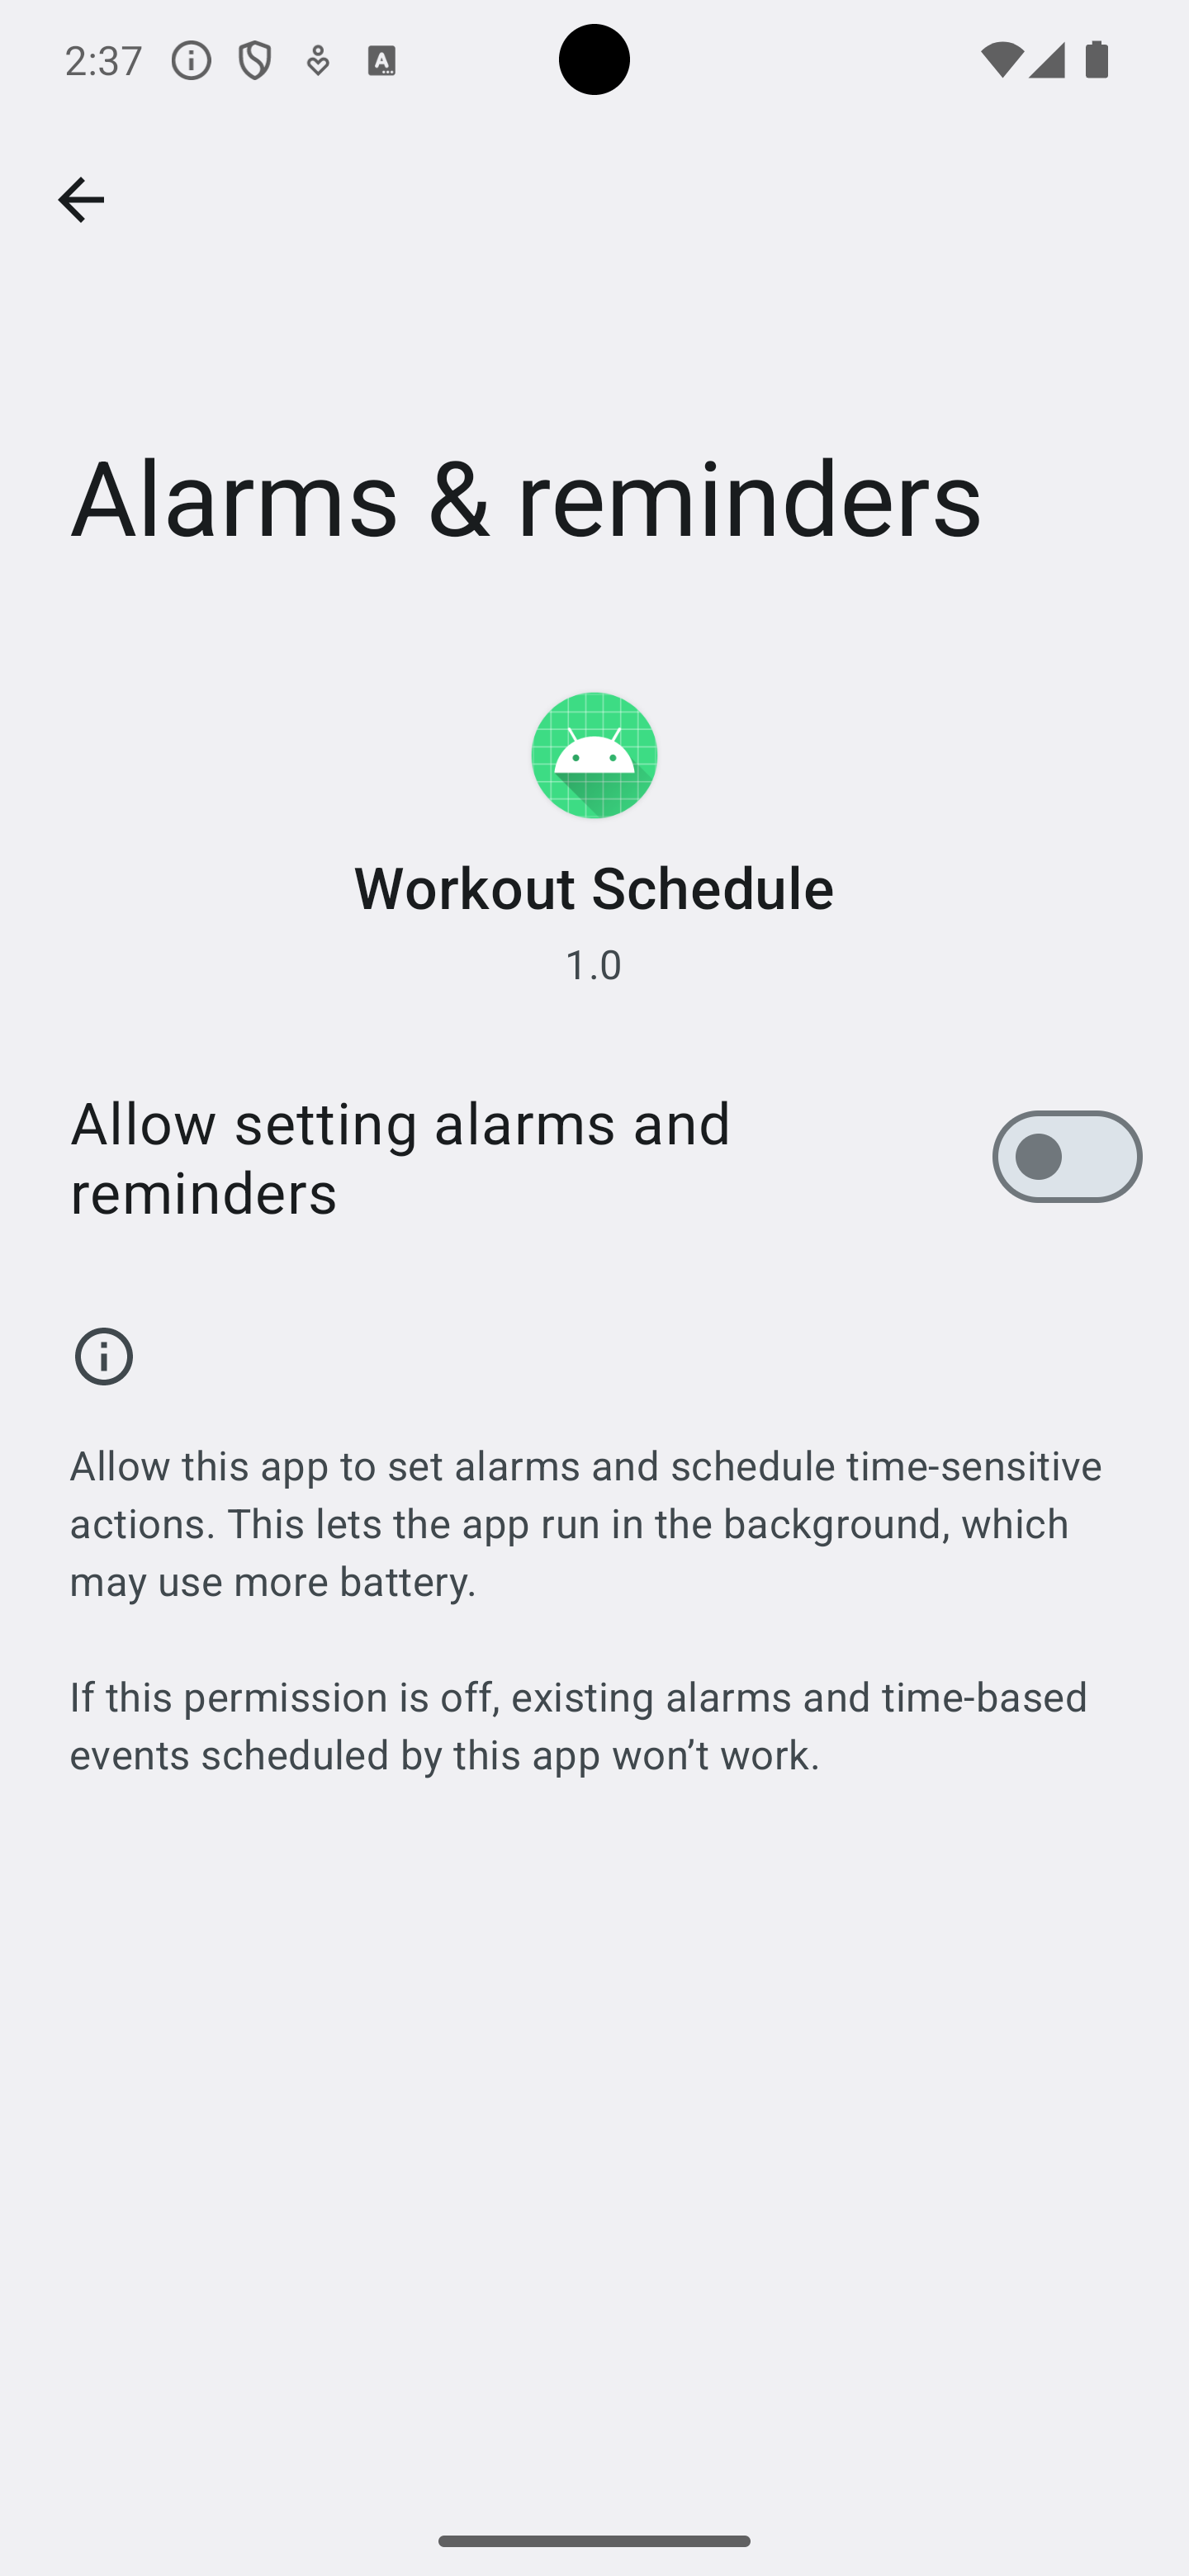 2:37
Alarms & reminders
Workout Schedule
1.0
Allow setting alarms and
reminders
Allow this app to set alarms and schedule time-sensitive
actions. This lets the app run in the background, which
may use more battery.
If this permission is off, existing alarms and time-based
events scheduled by this app won’t work.